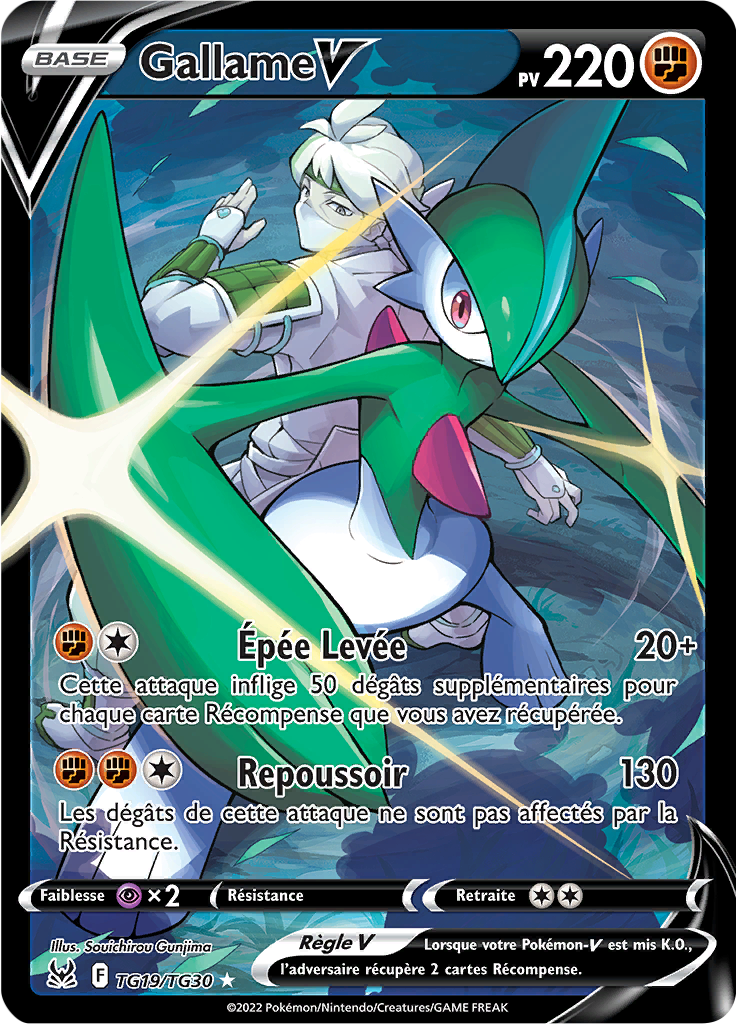 BASE GallameV PV 220
Épée Levée 20+
Cette attaque inflige 50 dégâts supplémentaires pour
chaque carte Récompense que vous avez récupérée.
Repoussoir 130
Les dégâts de cette attaque ne sont pas affectés par la
Résistance.
Faiblesse ×2 Résistance Retraite
Illus. Souichirou Gunjima
Règle V Lorsque votre Pokémon-V est mis K.O.,
l'adversaire récupère 2 cartes Récompense.
F TG19/TG30
©2022 Pokémon/Nintendo/Creatures/GAME FREAK